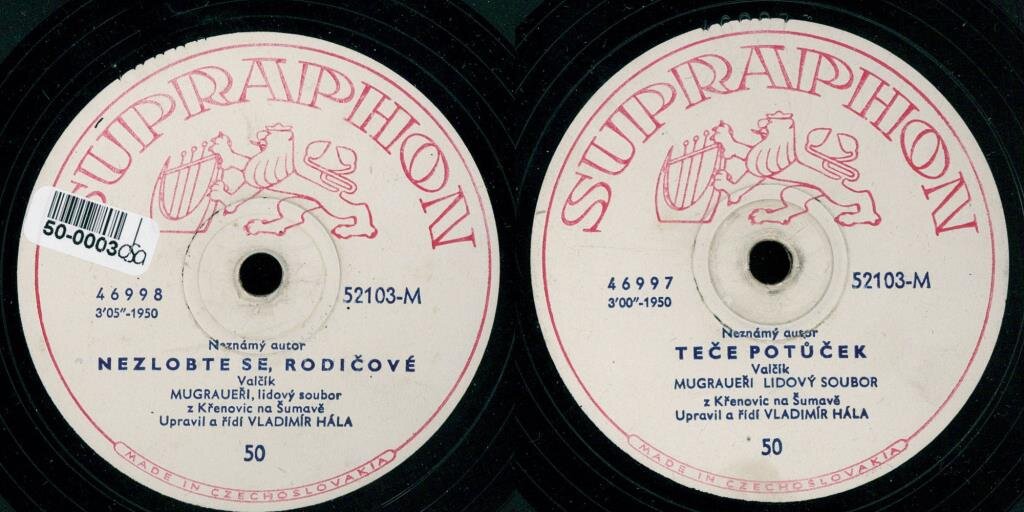 SUPRAPHON
50-0003
46998
3'05"-1950
52103-M
Neznámý autor
NEZLOBTE SE, RODIČOVÉ
Valčík
MUGRAUEŘI, lidový soubor
z Křenovic na Šumavě
Upravil a řídí VLADIMÍR HÁLA
50
MADE IN CZECHOSLOVAKIA
SUPRAPHON
46997
3'00"-1950
52103-M
Neznámý autor
TEČE POTŮČEK
Valčík
MUGRAUEŘI LIDOVÝ SOUBOR
z Křenovic na Šumavě
Upravil a řídí VLADIMÍR HÁLA
50
MADE IN CZECHOSLOVAKIA